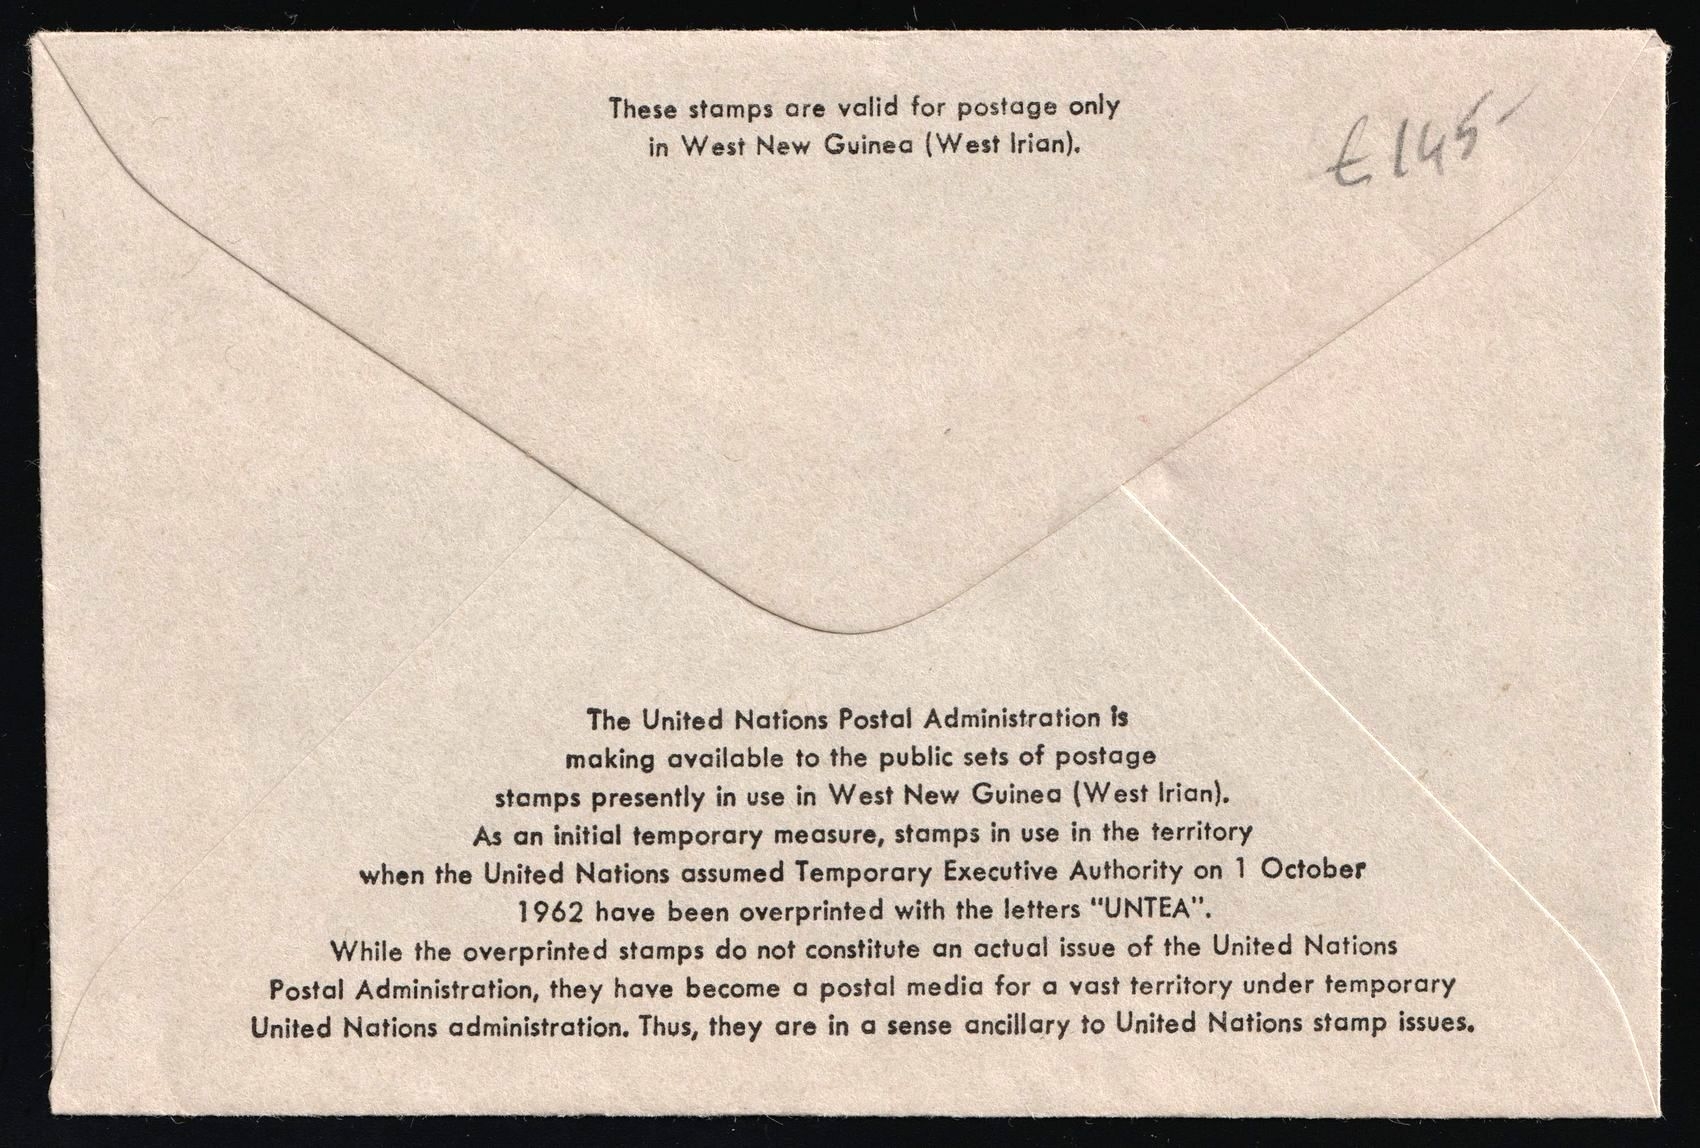 These stamps are valid for postage only
in West New Guinea (West Irian).
£145-
The United Nations Postal Administration is
making available to the public sets of postage
stamps presently in use in West New Guinea (West Irian).
As an initial temporary measure, stamps in use in the territory
when the United Nations assumed Temporary Executive Authority on 1 October
1962 have been overprinted with the letters "UNTEA".
While the overprinted stamps do not constitute an actual issue of the United Nations
Postal Administration, they have become a postal media for a vast territory under temporary
United Nations administration. Thus, they are in a sense ancillary to United Nations stamp issues.